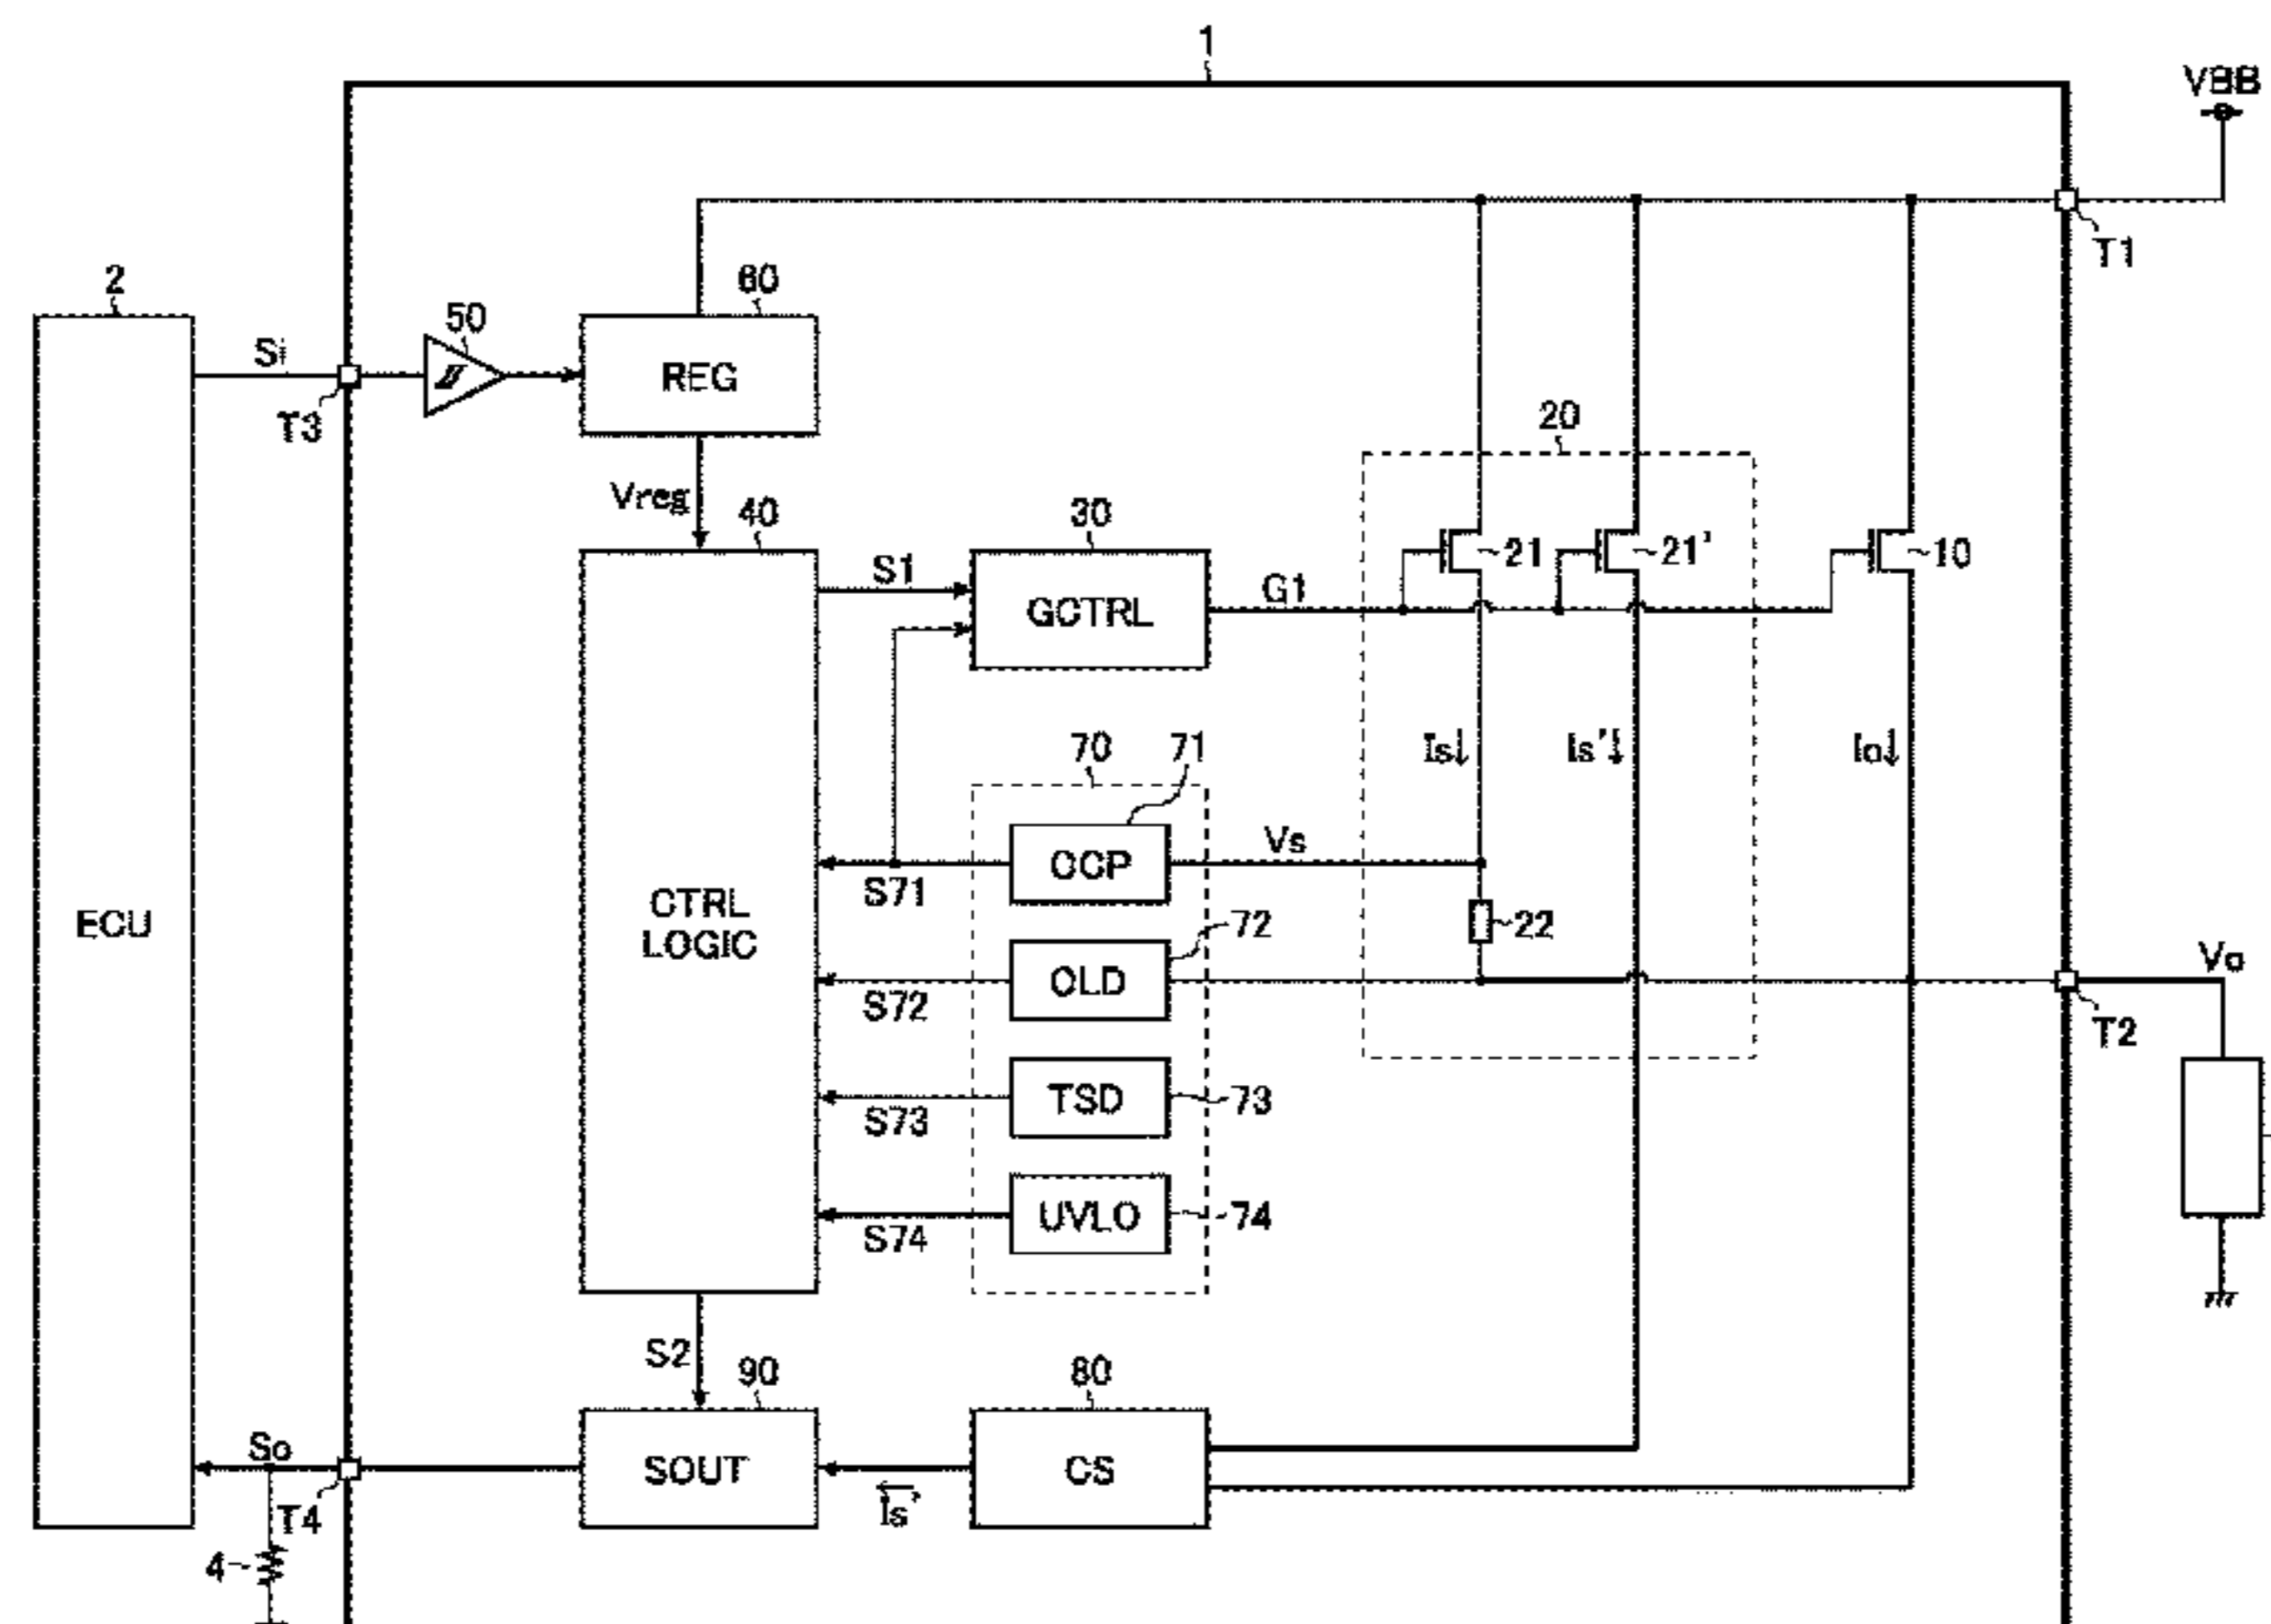 1
VBB
T1
2
60
50
Si
REG
T3
20
Vreg
40
30
S1
21
21'
10
GCTRL
G1
70
71
Is↓
Is'↓
Io↓
OCP
Vs
S71
ECU
CTRL
LOGIC
72
22
OLD
Vo
S72
T2
TSD
73
S73
UVLO
74
S74
S2
90
80
So
SOUT
CS
T4
Is'
4